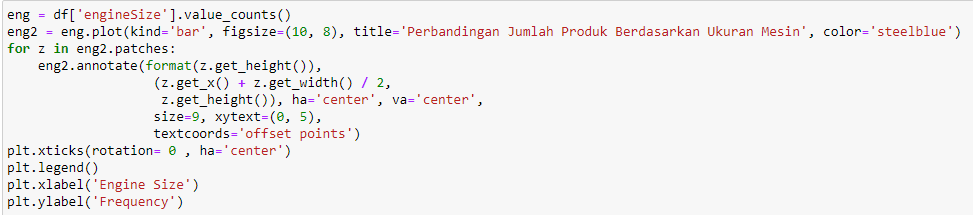 eng = df['engineSize'].value_counts()
eng2 = eng.plot(kind='bar', figsize=(10, 8), title='Perbandingan Jumlah Produk Berdasarkan Ukuran Mesin', color='steelblue')
for z in eng2.patches:
    eng2.annotate(format(z.get_height()),
                   (z.get_x() + z.get_width() / 2,
                    z.get_height()), ha='center', va='center',
                   size=9, xytext=(0, 5),
                   textcoords='offset points')
plt.xticks(rotation= 0 , ha='center')
plt.legend()
plt.xlabel('Engine Size')
plt.ylabel('Frequency')